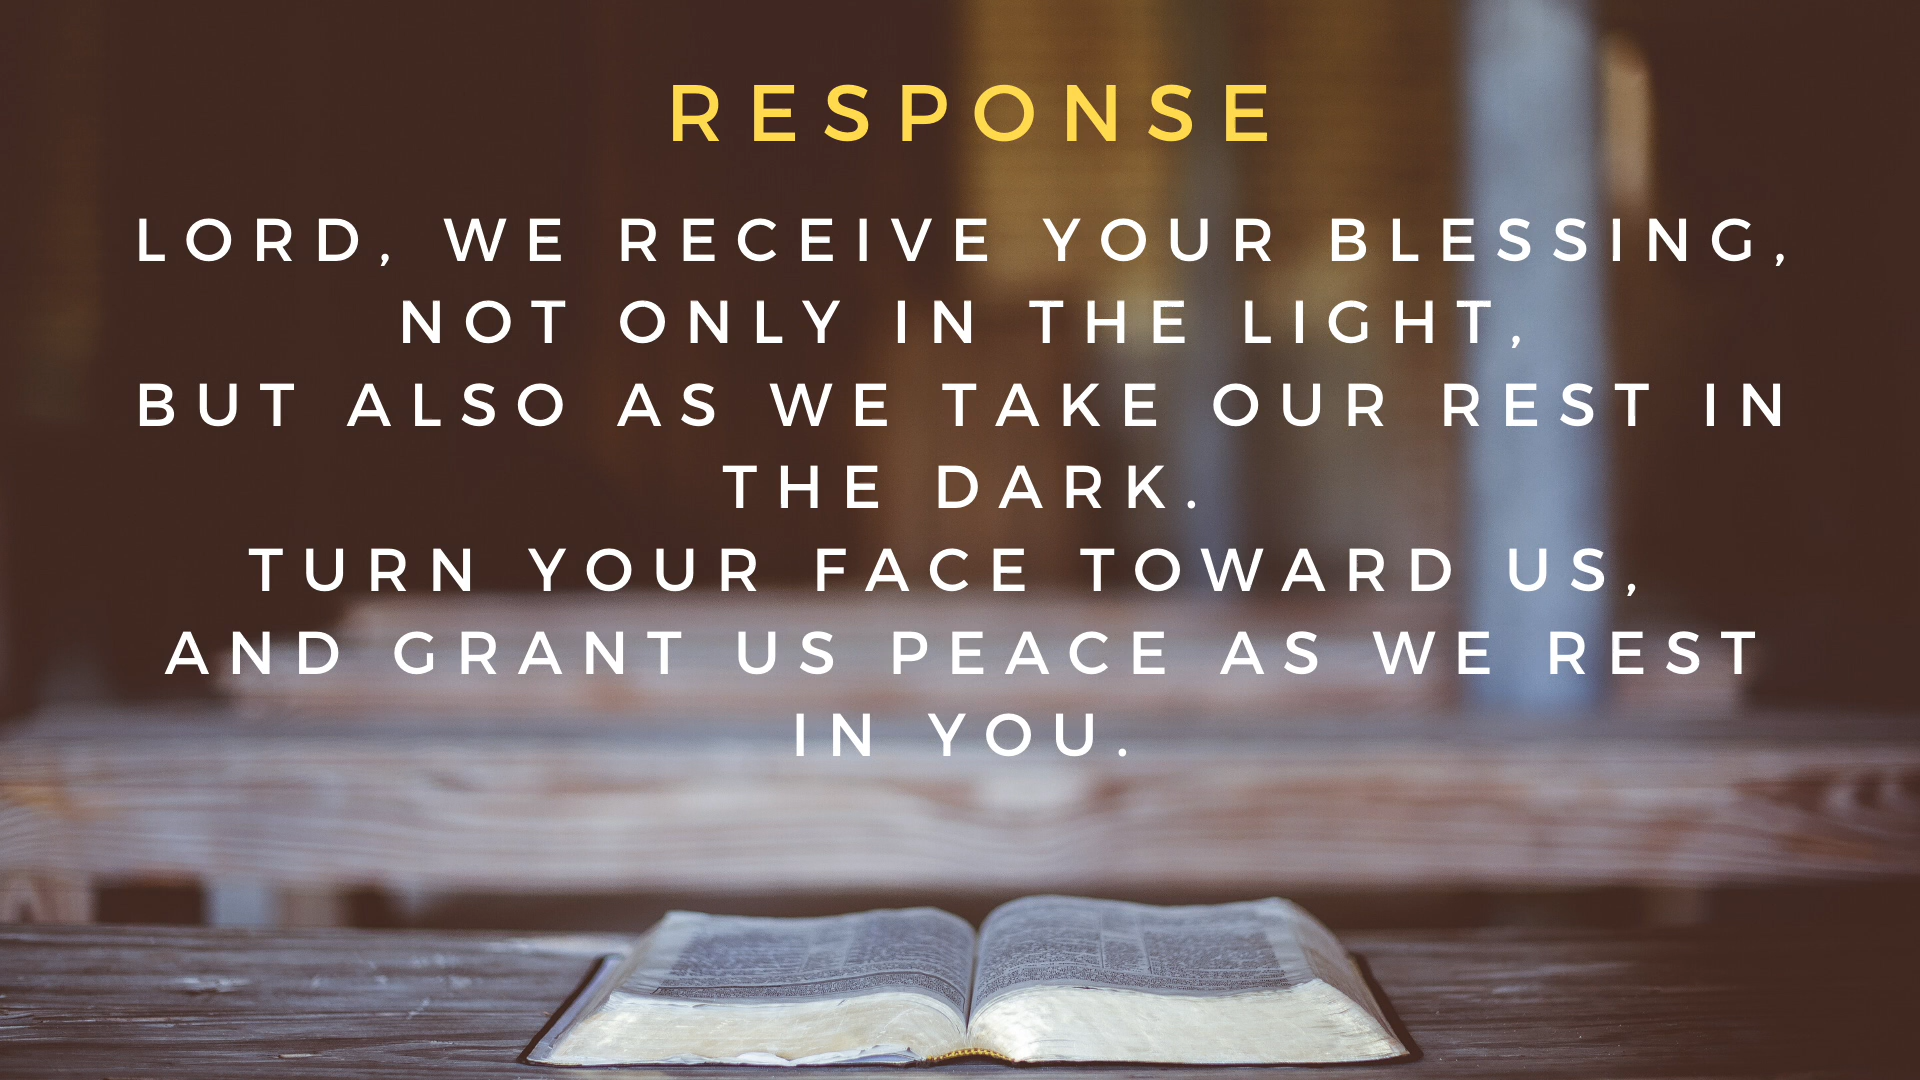 RESPONSE
LORD, WE RECEIVE YOUR BLESSING,
NOT ONLY IN THE LIGHT,
BUT ALSO AS WE TAKE OUR REST IN
THE DARK.
TURN YOUR FACE TOWARD US,
AND GRANT US PEACE AS WE REST
IN YOU.